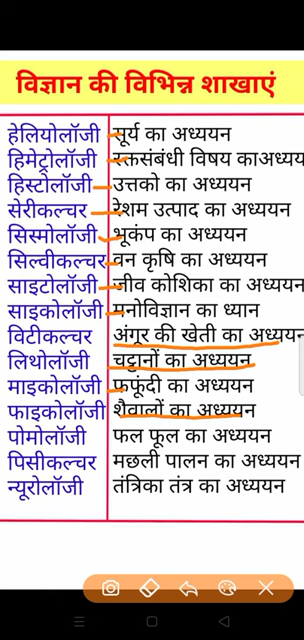 विज्ञान की विभिन्न शाखाएं
हेलियोलॉजी सूर्य का अध्ययन
हिमेट्रोलॉजी रक्तसंबंधी विषय काअध्यय
हिस्टोलॉजी उत्तको का अध्ययन
सेरीकल्चर रेशम उत्पाद का अध्ययन
सिस्मोलॉजी भूकंप का अध्ययन
सिल्वीकल्चर वन कृषि का अध्ययन
साइटोलॉजी जीव कोशिका का अध्ययन
साइकोलॉजी मनोविज्ञान का ध्यान
विटीकल्चर अंगूर की खेती का अध्ययन
लिथोलॉजी चट्टानों का अध्ययन
माइकोलॉजी फफूंदी का अध्ययन
फाइकोलॉजी शैवालों का अध्ययन
पोमोलॉजी फल फूल का अध्ययन
पिसीकल्चर मछली पालन का अध्ययन
न्यूरोलॉजी तंत्रिका तंत्र का अध्ययन